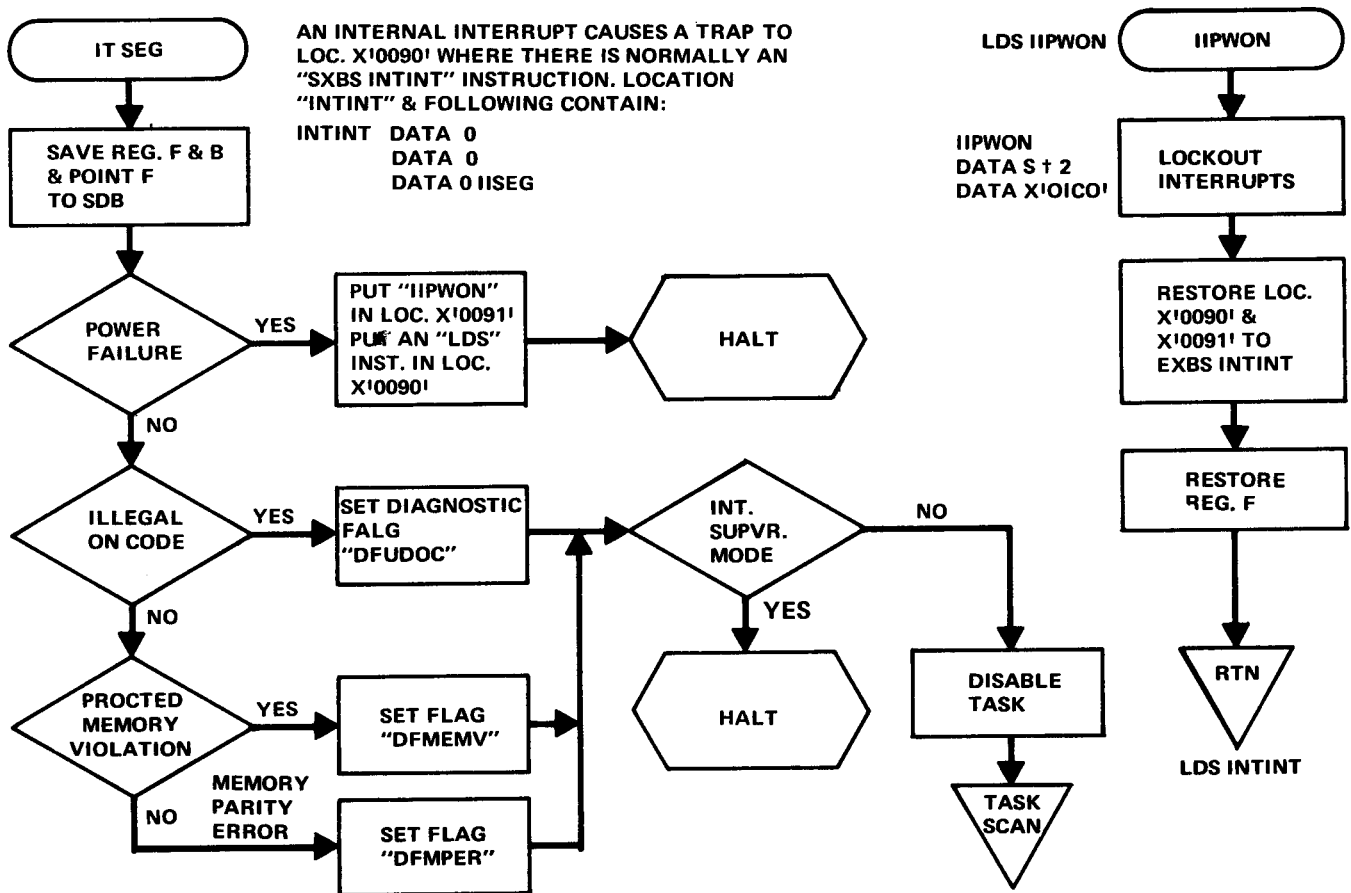 IT SEG
AN INTERNAL INTERRUPT CAUSES A TRAP TO
LOC. X'0090' WHERE THERE IS NORMALLY AN
"SXBS INTINT" INSTRUCTION. LOCATION
"INTINT" & FOLLOWING CONTAIN:
INTINT DATA 0
DATA 0
DATA 0 IISEG
SAVE REG. F & B
& POINT F
TO SDB
POWER
FAILURE
YES
NO
PUT "IIPWON"
IN LOC. X'0091'
PUT AN "LDS"
INST. IN LOC.
X'0090'
HALT
ILLEGAL
ON CODE
YES
NO
SET DIAGNOSTIC
FALG
"DFUDOC"
INT.
SUPVR.
MODE
NO
YES
HALT
DISABLE
TASK
TASK
SCAN
PROCTED
MEMORY
VIOLATION
YES
NO
SET FLAG
"DFMEMV"
MEMORY
PARITY
ERROR
SET FLAG
"DFMPER"
LDS IIPWON
IIPWON
IIPWON
DATA S † 2
DATA X'OICO'
LOCKOUT
INTERRUPTS
RESTORE LOC.
X'0090' &
X'0091' TO
EXBS INTINT
RESTORE
REG. F
RTN
LDS INTINT